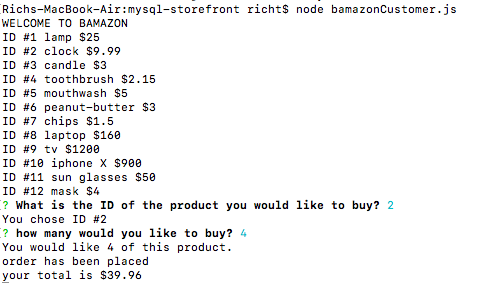 Richs-MacBook-Air:mysql-storefront richt$ node bamazonCustomer.js
WELCOME TO BAMAZON
ID #1 lamp $25
ID #2 clock $9.99
ID #3 candle $3
ID #4 toothbrush $2.15
ID #5 mouthwash $5
ID #6 peanut-butter $3
ID #7 chips $1.5
ID #8 laptop $160
ID #9 tv $1200
ID #10 iphone X $900
ID #11 sun glasses $50
ID #12 mask $4
? What is the ID of the product you would like to buy? 2
You chose ID #2
? how many would you like to buy? 4
You would like 4 of this product.
order has been placed
your total is $39.96